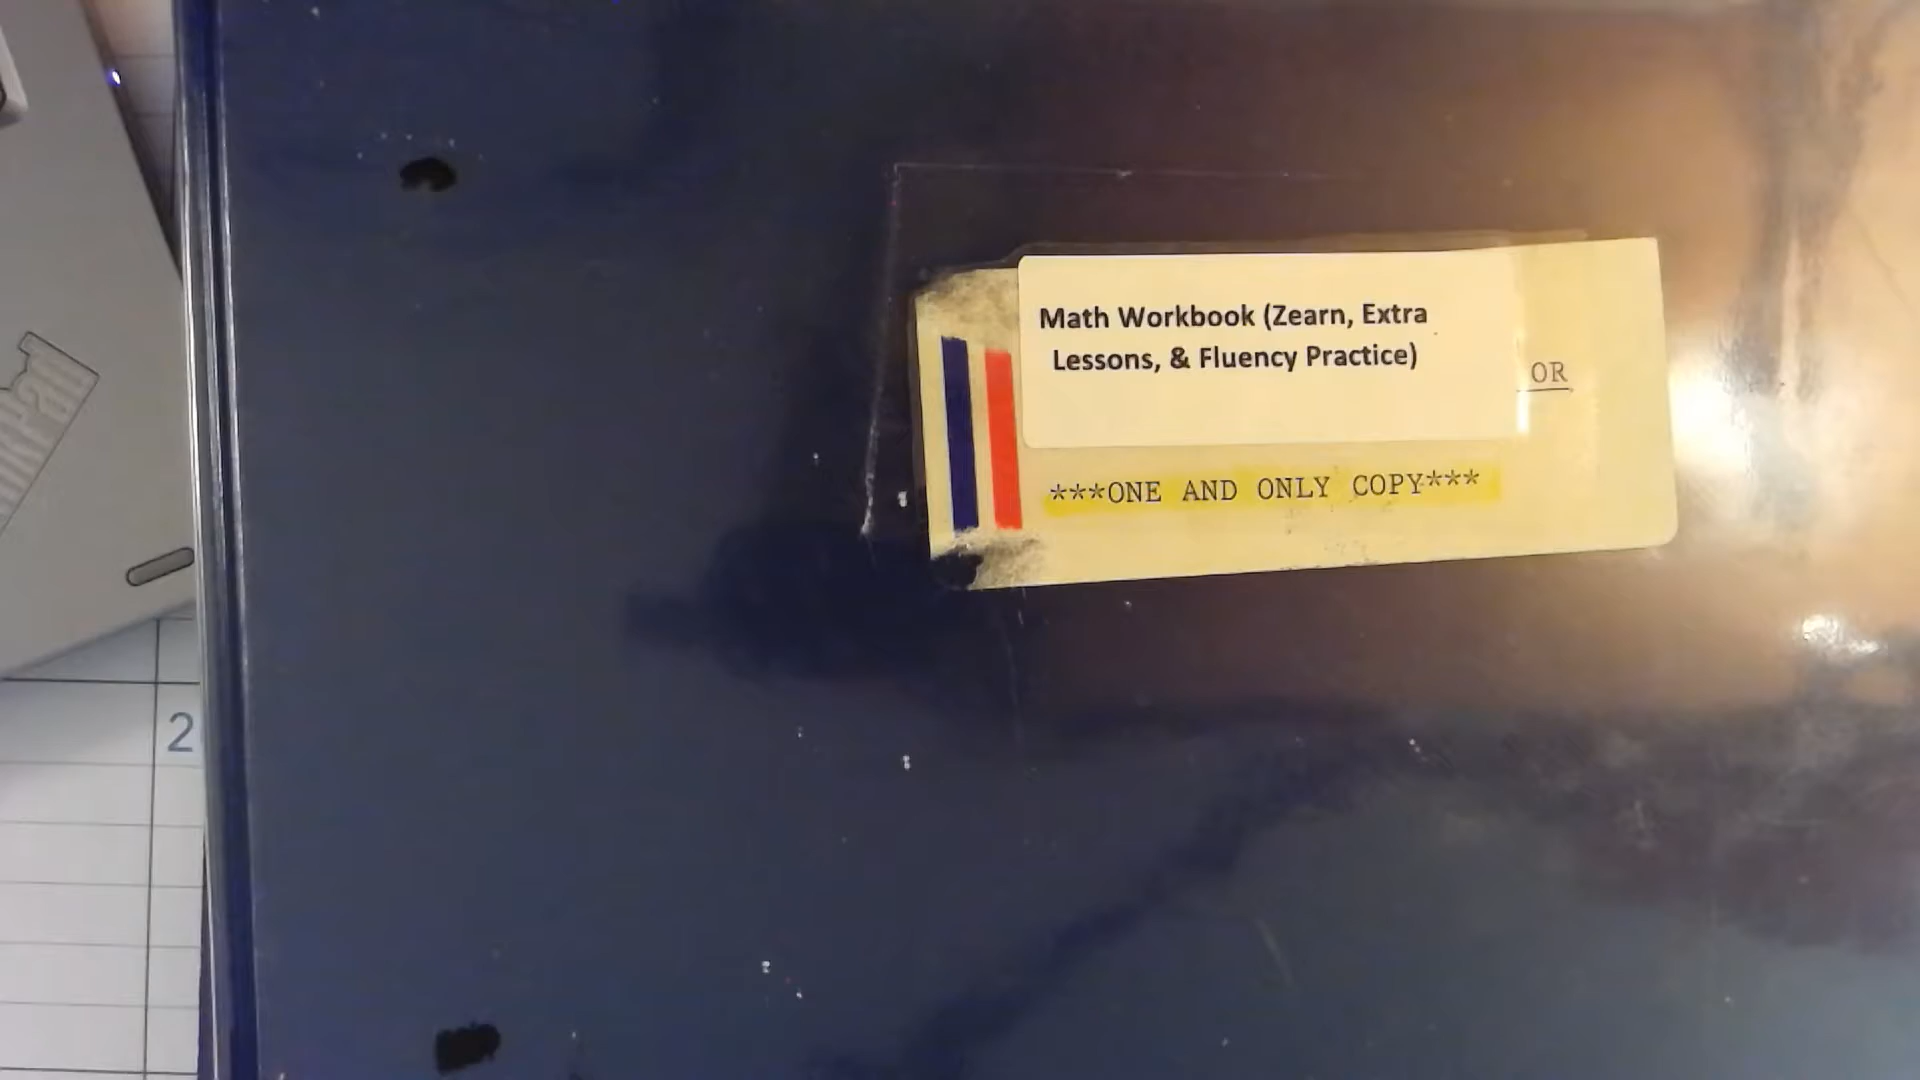 Math Workbook (Zearn, Extra
Lessons, & Fluency Practice)
OR
***ONE AND ONLY COPY***
2